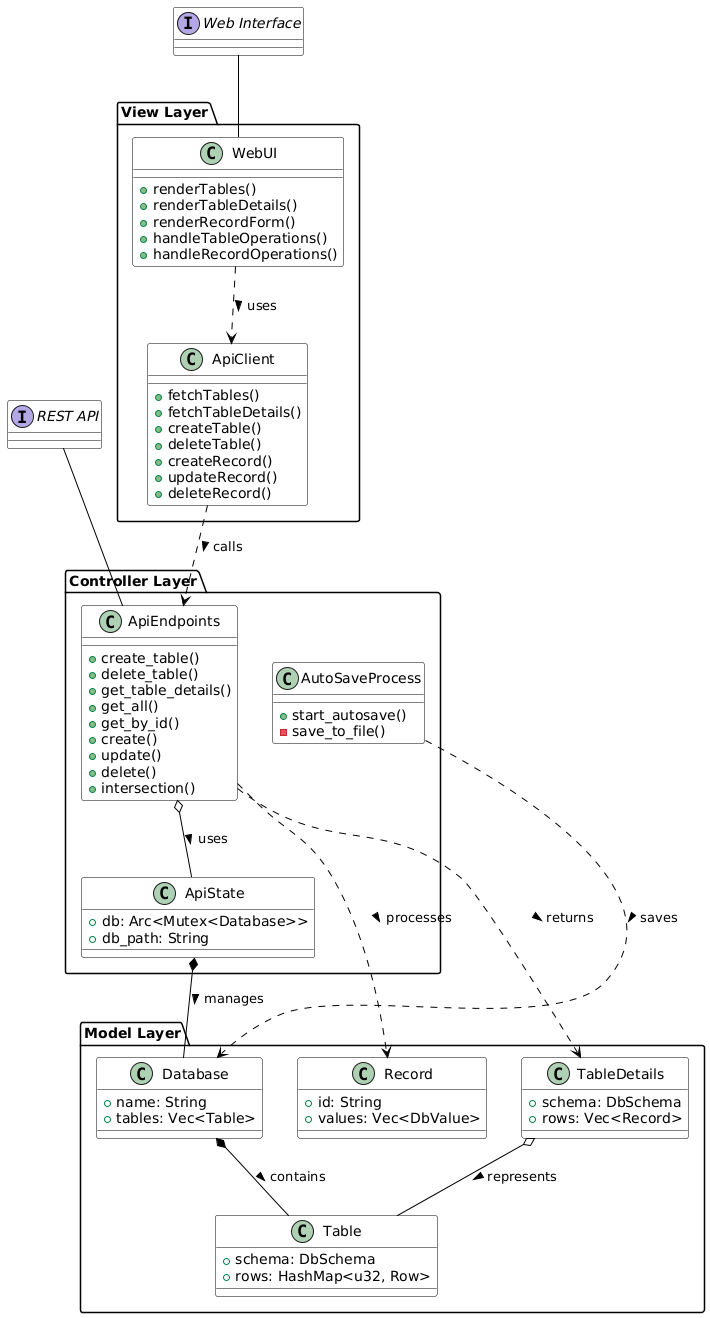 I Web Interface
View Layer
C WebUI
renderTables()
renderTableDetails()
renderRecordForm()
handleTableOperations()
handleRecordOperations()
uses
C ApiClient
fetchTables()
fetchTableDetails()
createTable()
deleteTable()
createRecord()
updateRecord()
deleteRecord()
I REST API
calls
Controller Layer
C ApiEndpoints
create_table()
delete_table()
get_table_details()
get_all()
get_by_id()
create()
update()
delete()
intersection()
C AutoSaveProcess
start_autosave()
save_to_file()
uses
C ApiState
db: Arc<Mutex<Database>>
db_path: String
processes
returns
saves
manages
Model Layer
C Database
name: String
tables: Vec<Table>
C Record
id: String
values: Vec<DbValue>
C TableDetails
schema: DbSchema
rows: Vec<Record>
contains
represents
C Table
schema: DbSchema
rows: HashMap<u32, Row>